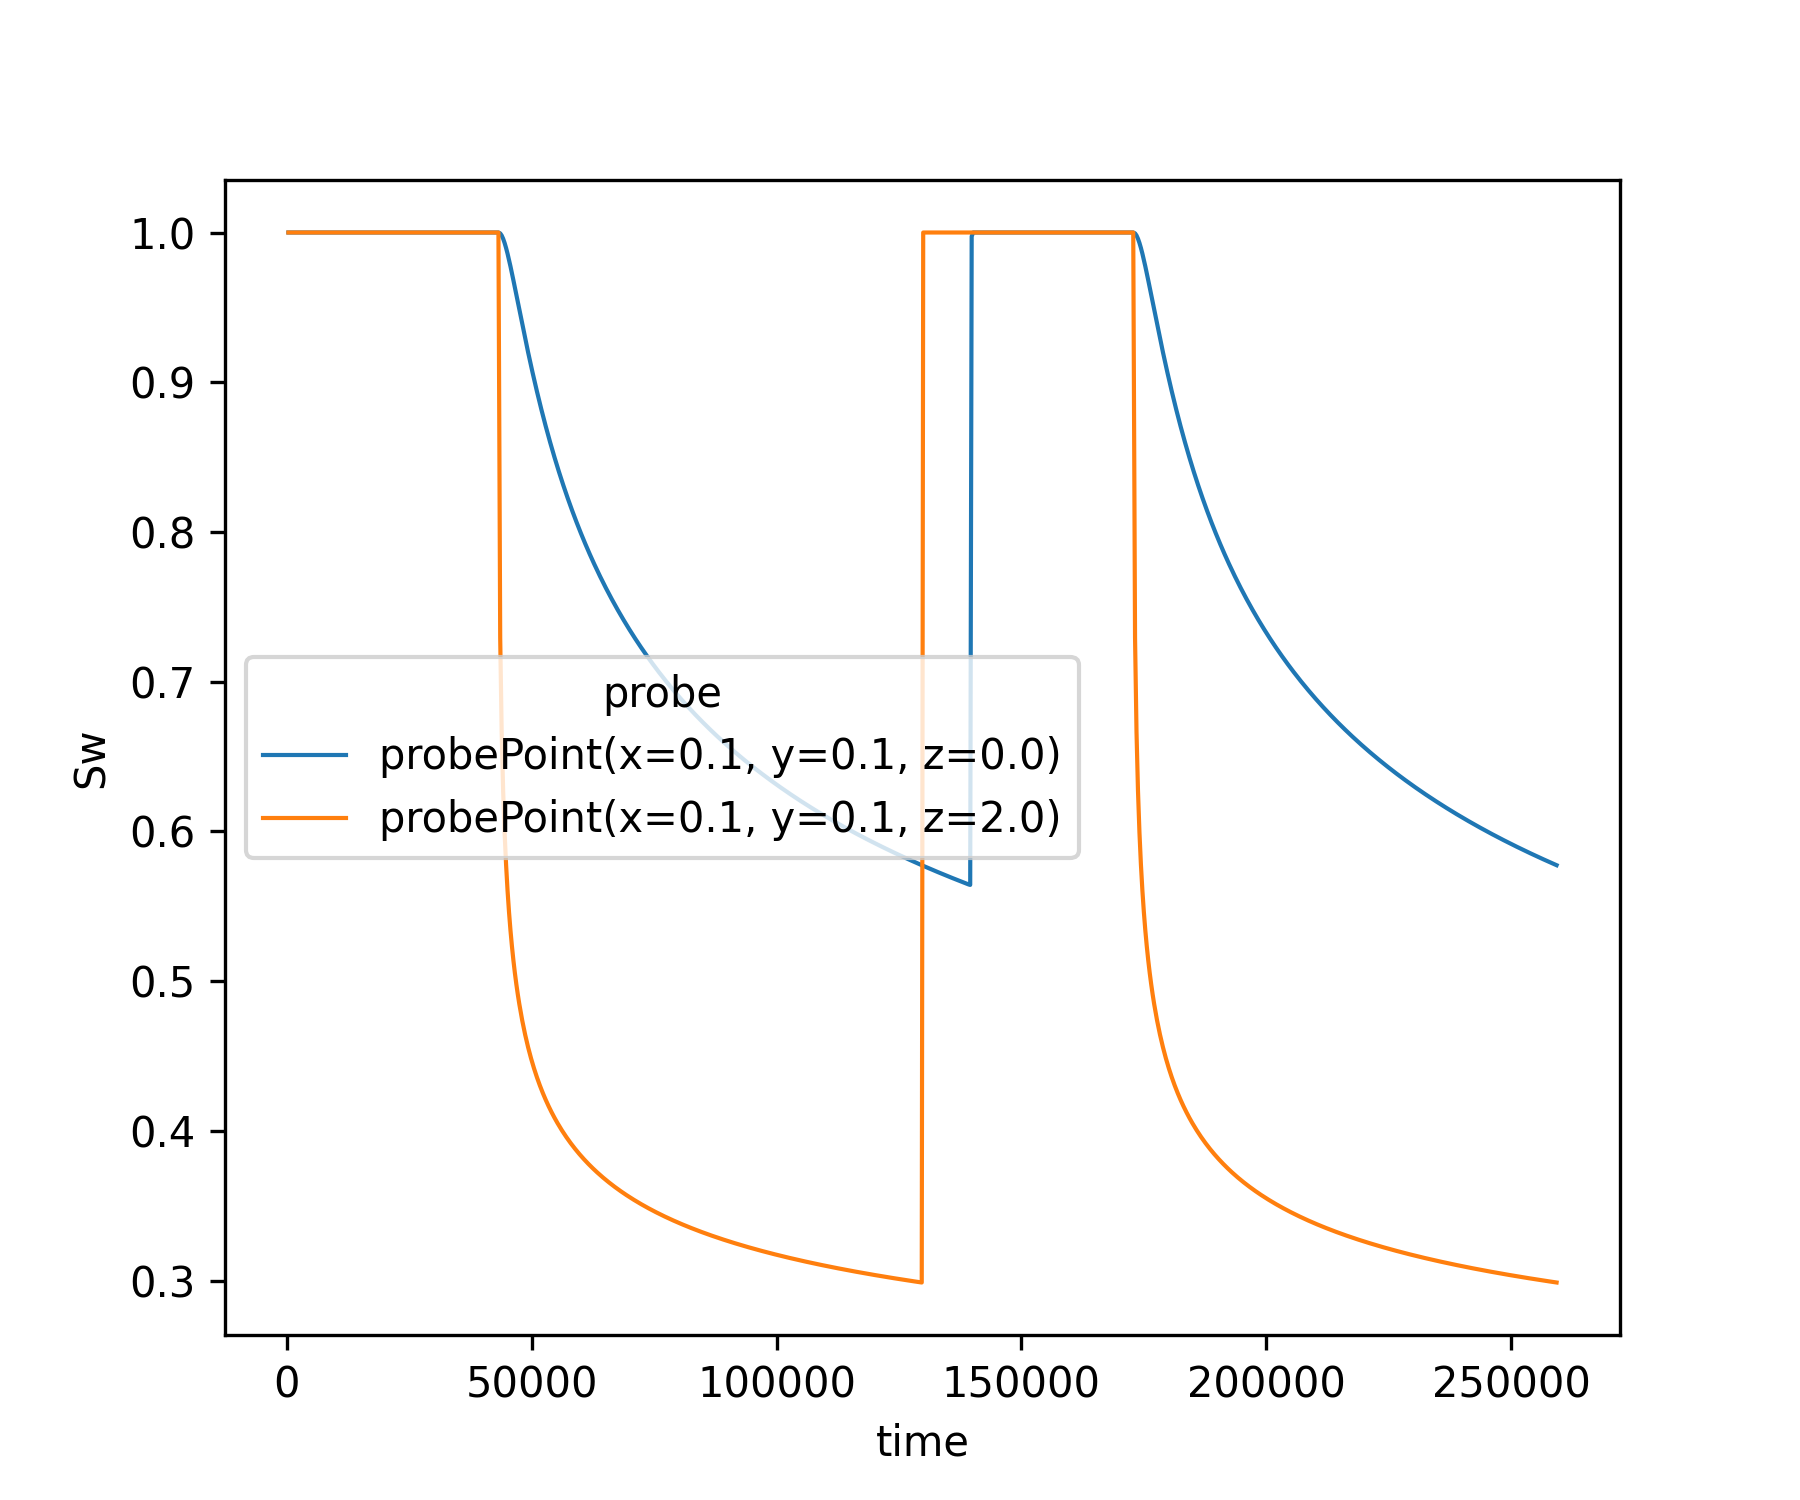 1.0
0.9
0.8
0.7
0.6
0.5
0.4
0.3
Sw
probe
probePoint(x=0.1, y=0.1, z=0.0)
probePoint(x=0.1, y=0.1, z=2.0)
0 50000 100000 150000 200000 250000
time